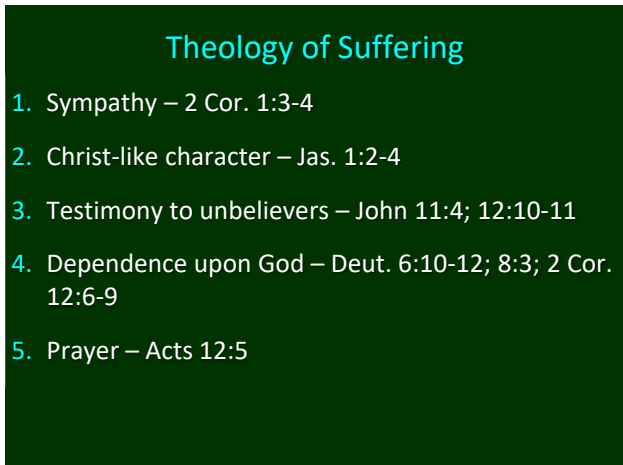 Theology of Suffering
1. Sympathy – 2 Cor. 1:3-4
2. Christ-like character – Jas. 1:2-4
3. Testimony to unbelievers – John 11:4; 12:10-11
4. Dependence upon God – Deut. 6:10-12; 8:3; 2 Cor.
12:6-9
5. Prayer – Acts 12:5